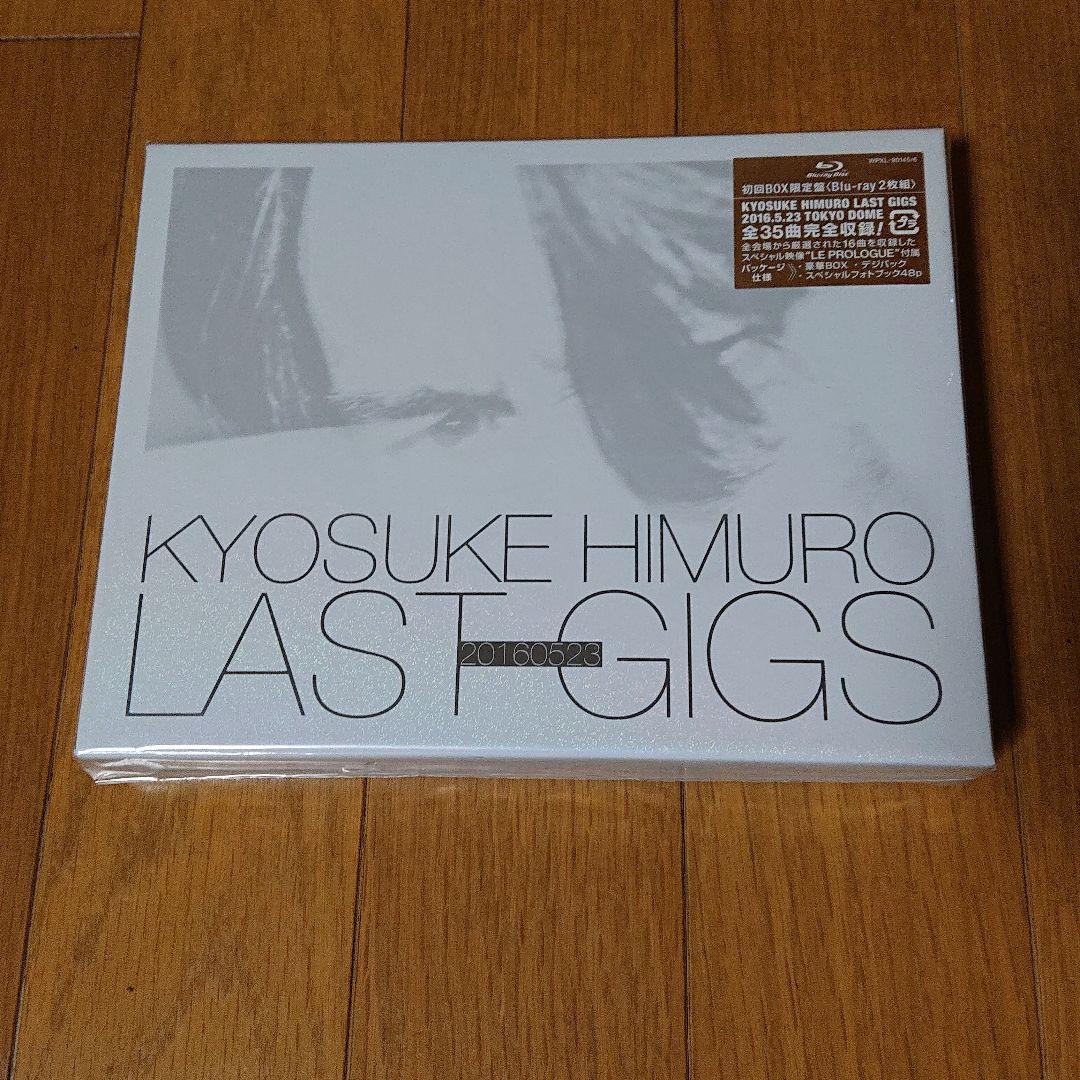 Blu-ray Disc
WPXL-90145/6
初回BOX限定盤〈Blu-ray 2枚組〉
KYOSUKE HIMURO LAST GIGS
2016.5.23 TOKYO DOME
全35曲完全収録!
全会場から厳選された16曲を収録した
スペシャル映像"LE PROLOGUE"付属
パッケージ仕様 》・豪華BOX ・デジパック
・スペシャルフォトブック48p
KYOSUKE HIMURO
LAST GIGS
20160523